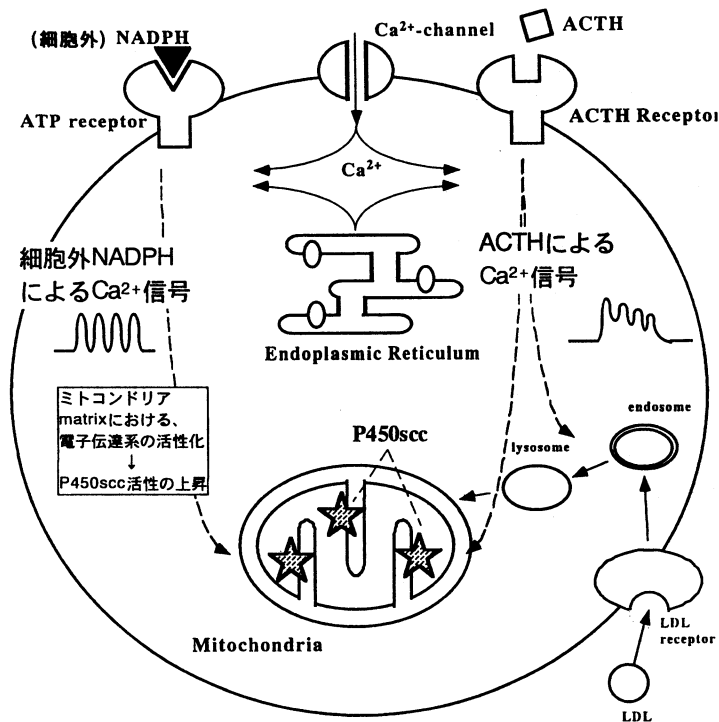 (細胞外) NADPH
Ca²⁺-channel
ACTH
ATP receptor
ACTH Receptor
Ca²⁺
細胞外NADPH
によるCa²⁺信号
ACTHによる
Ca²⁺信号
Endoplasmic Reticulum
ミトコンドリア
matrixにおける、
電子伝達系の活性化
↓
P450scc活性の上昇
P450scc
lysosome
endosome
Mitochondria
LDL
receptor
LDL